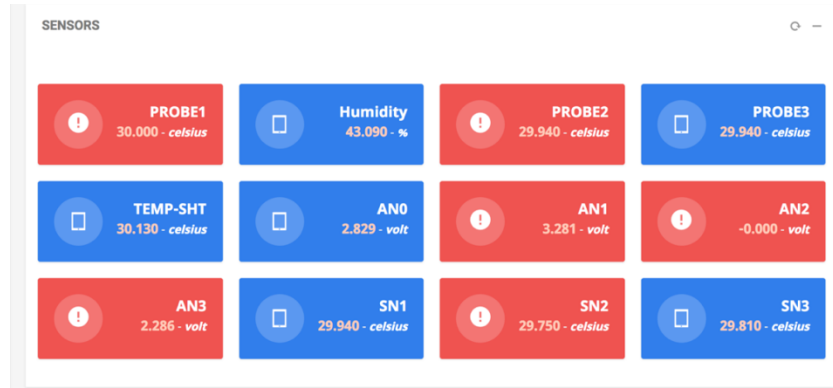 SENSORS
PROBE1
30.000 - celsius
Humidity
43.090 - %
PROBE2
29.940 - celsius
PROBE3
29.940 - celsius
TEMP-SHT
30.130 - celsius
AN0
2.829 - volt
AN1
3.281 - volt
AN2
-0.000 - volt
AN3
2.286 - volt
SN1
29.940 - celsius
SN2
29.750 - celsius
SN3
29.810 - celsius